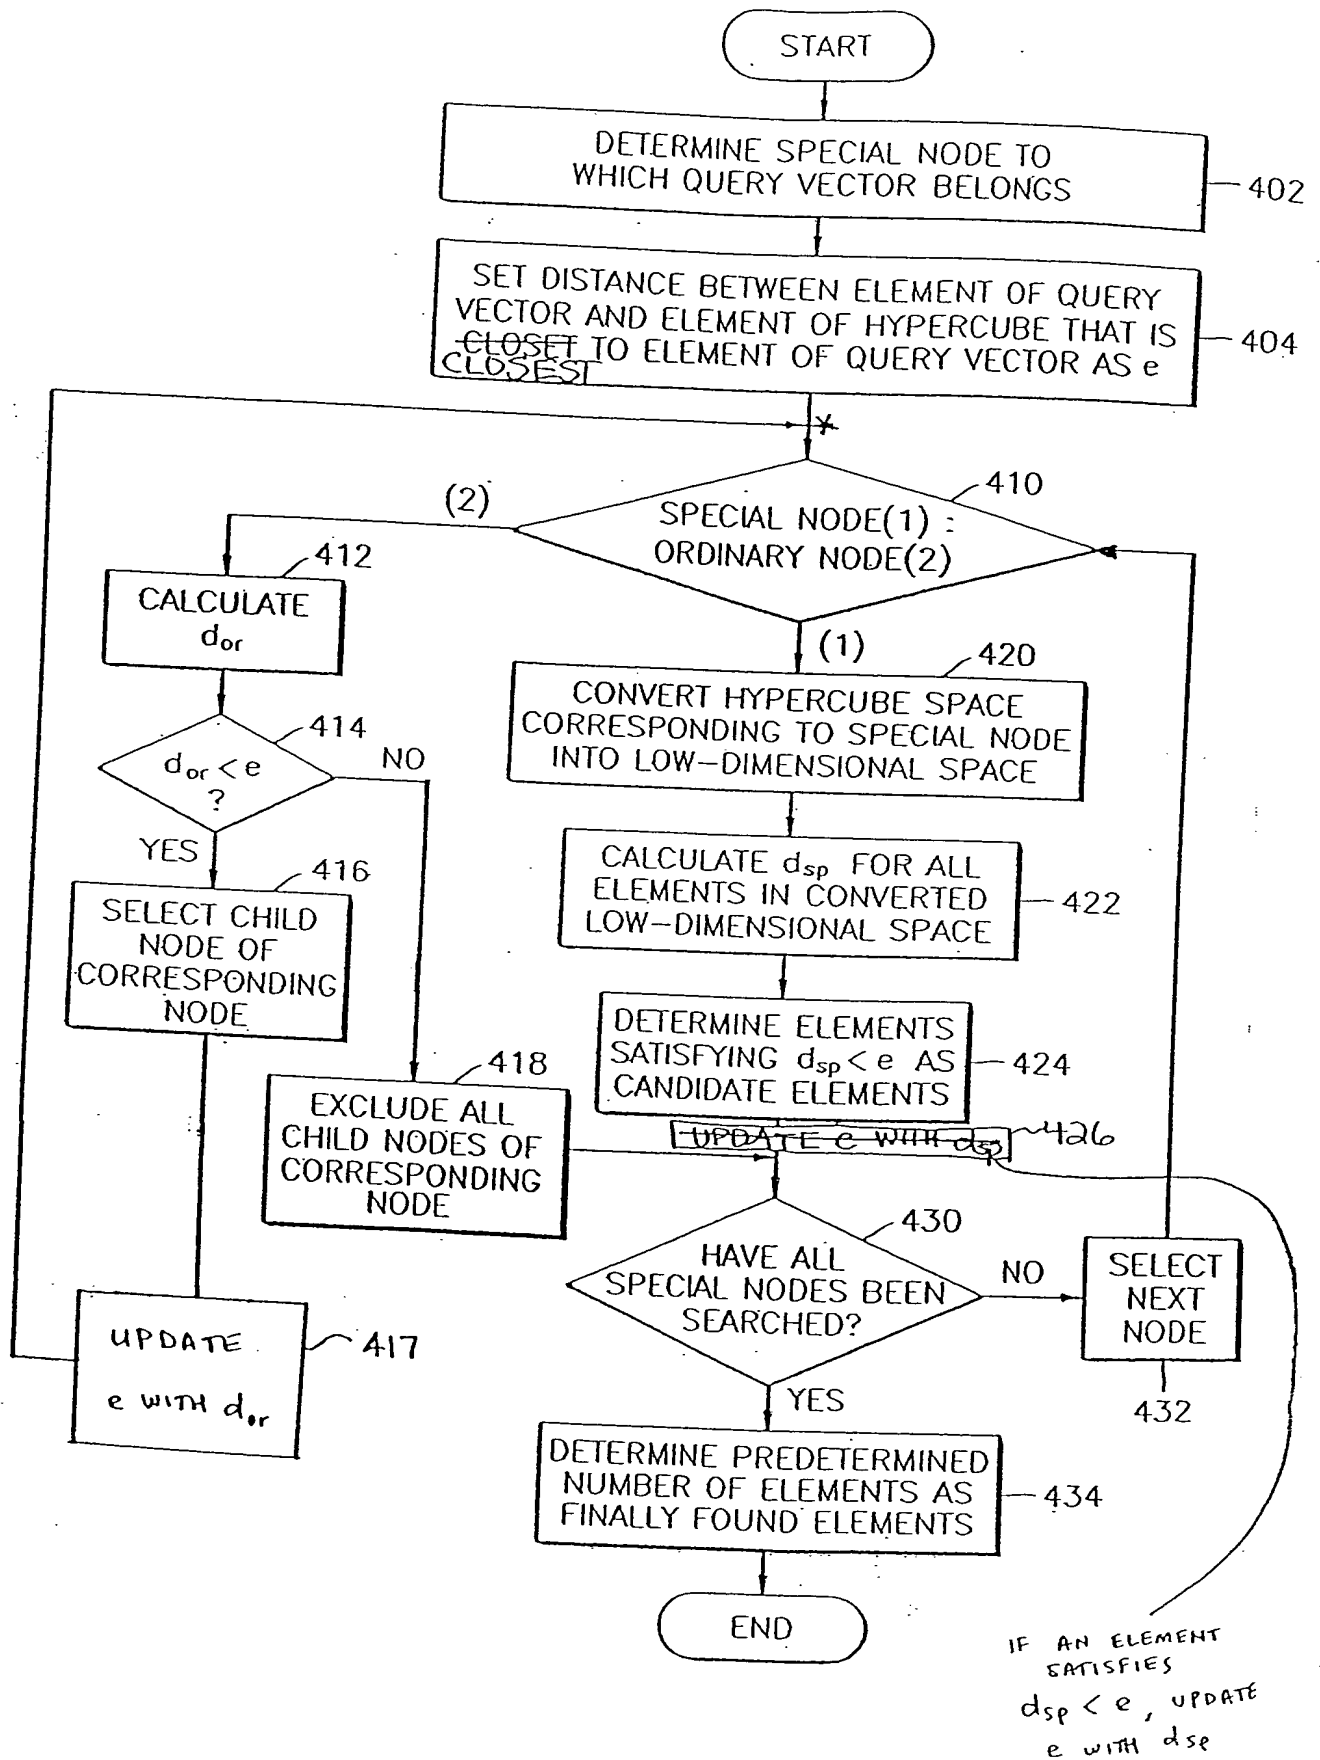 START
DETERMINE SPECIAL NODE TO
WHICH QUERY VECTOR BELONGS
402
SET DISTANCE BETWEEN ELEMENT OF QUERY
VECTOR AND ELEMENT OF HYPERCUBE THAT IS
CLOSET TO ELEMENT OF QUERY VECTOR AS e
CLOSEST
404
410
SPECIAL NODE(1) :
ORDINARY NODE(2)
(2)
(1)
412
CALCULATE
dor
414
dor < e
?
NO
YES
416
SELECT CHILD
NODE OF
CORRESPONDING
NODE
418
EXCLUDE ALL
CHILD NODES OF
CORRESPONDING
NODE
UPDATE
e WITH dor
417
420
CONVERT HYPERCUBE SPACE
CORRESPONDING TO SPECIAL NODE
INTO LOW-DIMENSIONAL SPACE
CALCULATE dsp FOR ALL
ELEMENTS IN CONVERTED
LOW-DIMENSIONAL SPACE
422
DETERMINE ELEMENTS
SATISFYING dsp < e AS
CANDIDATE ELEMENTS
424
UPDATE e WITH dsp
426
430
HAVE ALL
SPECIAL NODES BEEN
SEARCHED?
NO
SELECT
NEXT
NODE
432
YES
DETERMINE PREDETERMINED
NUMBER OF ELEMENTS AS
FINALLY FOUND ELEMENTS
434
END
IF AN ELEMENT
SATISFIES
dsp < e, UPDATE
e WITH dsp